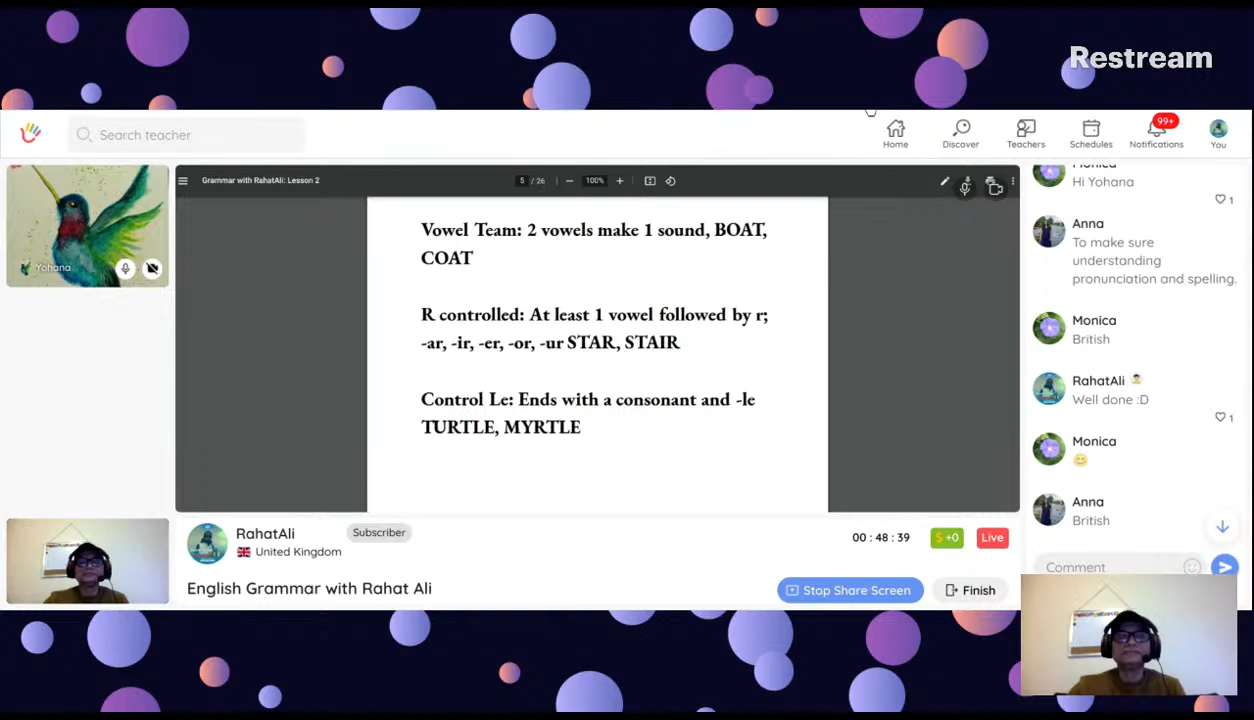 Restream
Search teacher
Home
Discover
Teachers
Schedules
99+
Notifications
You
Yohana
Grammar with RahatAli: Lesson 2
5 / 26
100%
Vowel Team: 2 vowels make 1 sound, BOAT,
COAT
R controlled: At least 1 vowel followed by r;
-ar, -ir, -er, -or, -ur STAR, STAIR
Control Le: Ends with a consonant and -le
TURTLE, MYRTLE
RahatAli
Subscriber
United Kingdom
00 : 48 : 39
5 +0
Live
English Grammar with Rahat Ali
Stop Share Screen
Finish
Monica
Hi Yohana
1
Anna
To make sure
understanding
pronunciation and spelling.
Monica
British
RahatAli
Well done :D
1
Monica
Anna
British
Comment